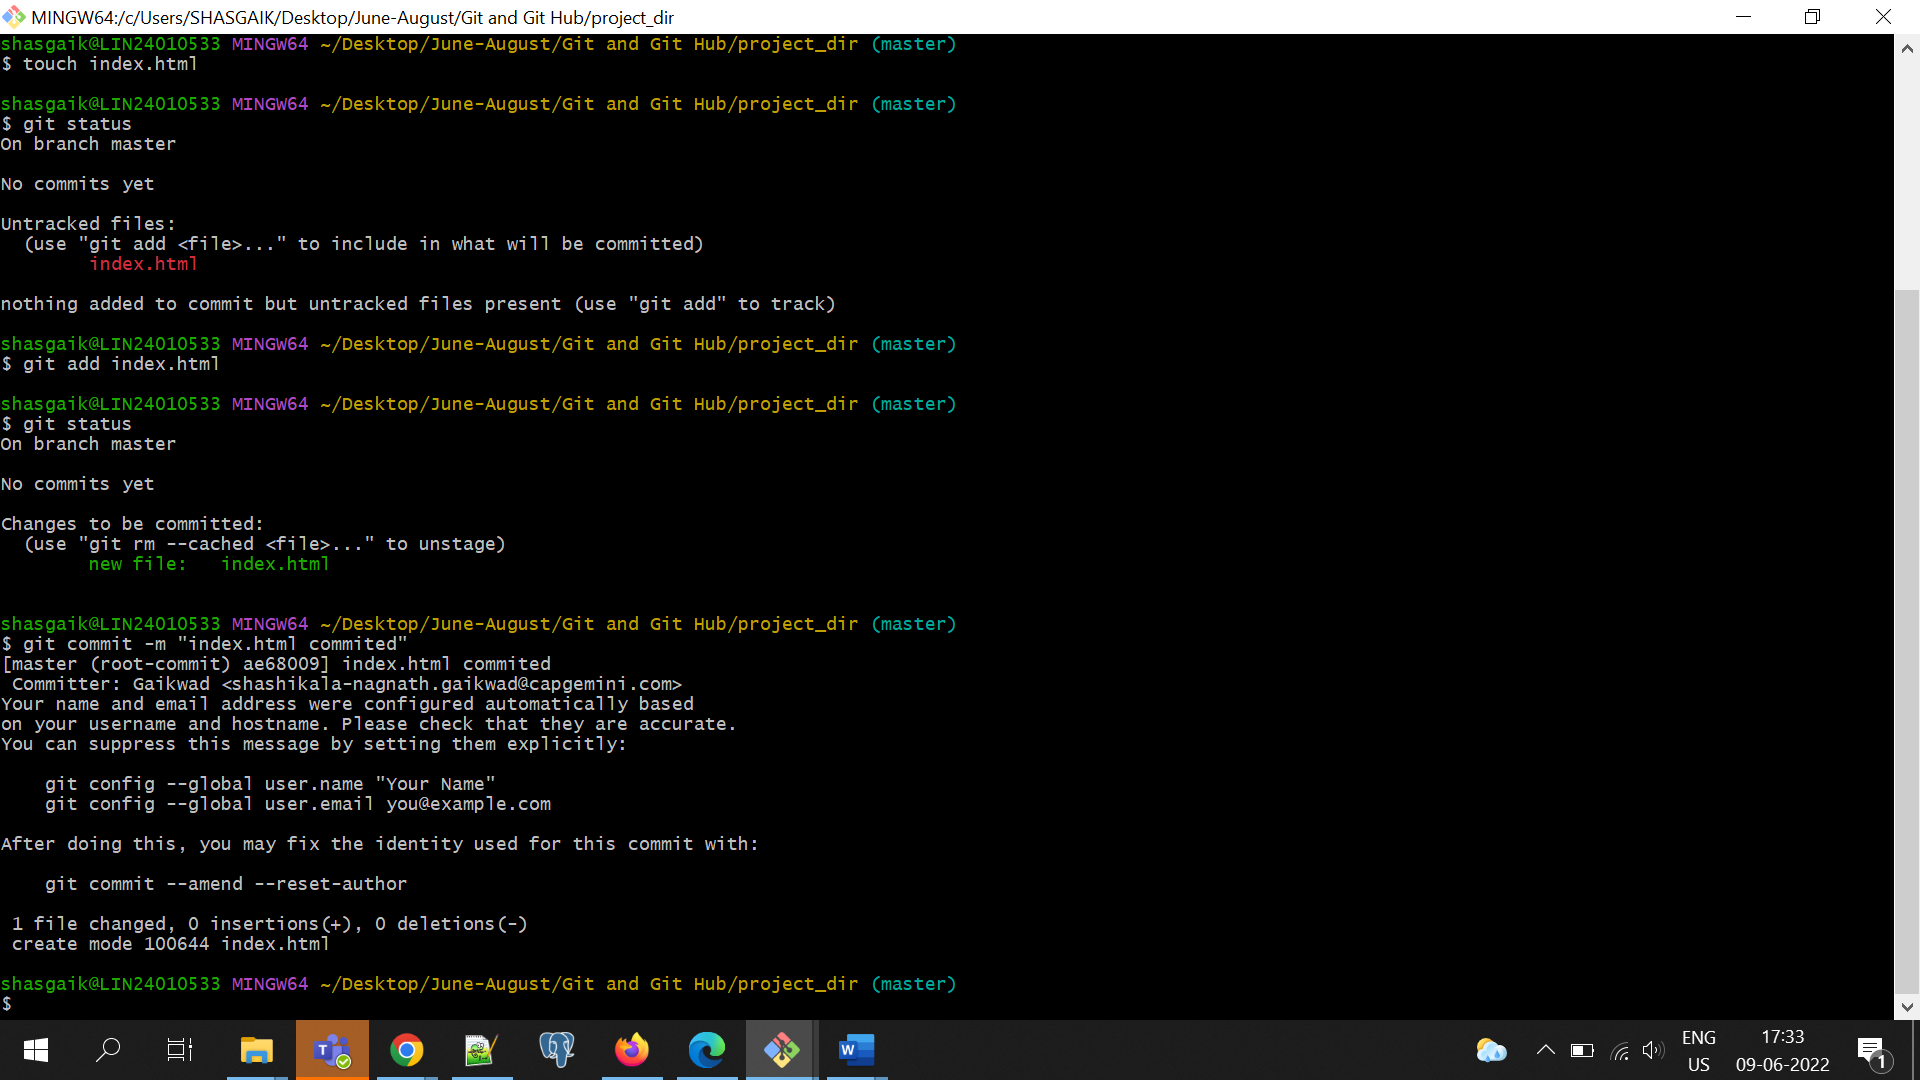 MINGW64:/c/Users/SHASGAIK/Desktop/June-August/Git and Git Hub/project_dir
shasgaik@LIN24010533 MINGW64 ~/Desktop/June-August/Git and Git Hub/project_dir (master)
$ touch index.html
shasgaik@LIN24010533 MINGW64 ~/Desktop/June-August/Git and Git Hub/project_dir (master)
$ git status
On branch master
No commits yet
Untracked files:
(use "git add <file>..." to include in what will be committed)
index.html
nothing added to commit but untracked files present (use "git add" to track)
shasgaik@LIN24010533 MINGW64 ~/Desktop/June-August/Git and Git Hub/project_dir (master)
$ git add index.html
shasgaik@LIN24010533 MINGW64 ~/Desktop/June-August/Git and Git Hub/project_dir (master)
$ git status
On branch master
No commits yet
Changes to be committed:
(use "git rm --cached <file>..." to unstage)
new file:   index.html
shasgaik@LIN24010533 MINGW64 ~/Desktop/June-August/Git and Git Hub/project_dir (master)
$ git commit -m "index.html commited"
[master (root-commit) ae68009] index.html commited
Committer: Gaikwad <shashikala-nagnath.gaikwad@capgemini.com>
Your name and email address were configured automatically based
on your username and hostname. Please check that they are accurate.
You can suppress this message by setting them explicitly:
git config --global user.name "Your Name"
git config --global user.email you@example.com
After doing this, you may fix the identity used for this commit with:
git commit --amend --reset-author
1 file changed, 0 insertions(+), 0 deletions(-)
create mode 100644 index.html
shasgaik@LIN24010533 MINGW64 ~/Desktop/June-August/Git and Git Hub/project_dir (master)
$
T
W
ENG
US
17:33
09-06-2022
1